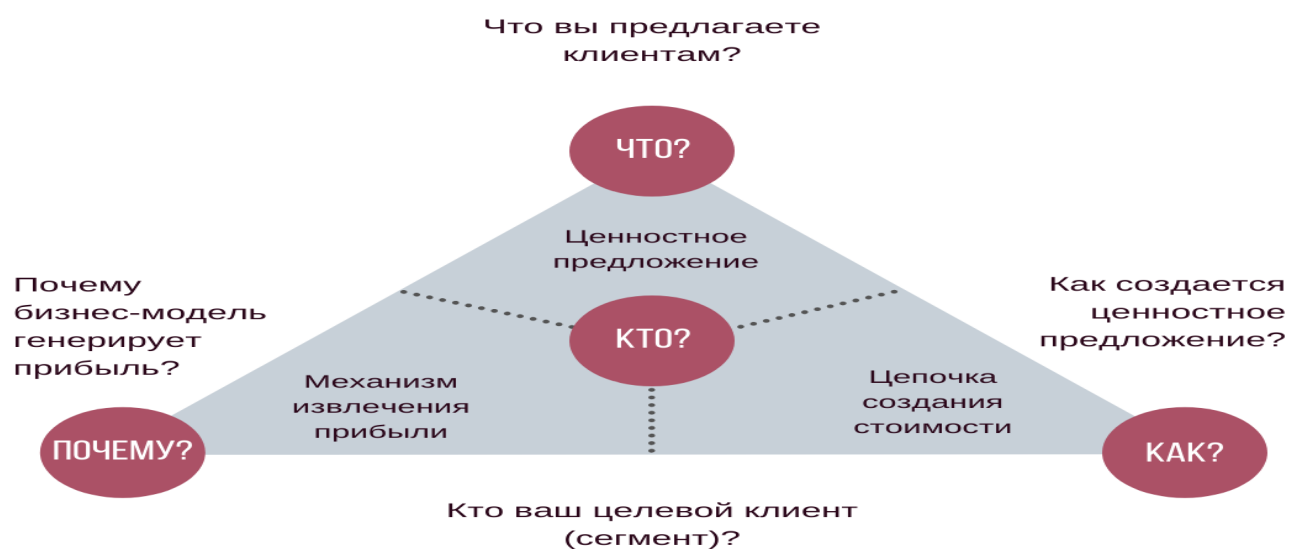 Что вы предлагаете
клиентам?
ЧТО?
Ценностное
предложение
Почему
бизнес-модель
генерирует
прибыль?
Как создается
ценностное
предложение?
КТО?
Механизм
извлечения
прибыли
Цепочка
создания
стоимости
ПОЧЕМУ?
КАК?
Кто ваш целевой клиент
(сегмент)?